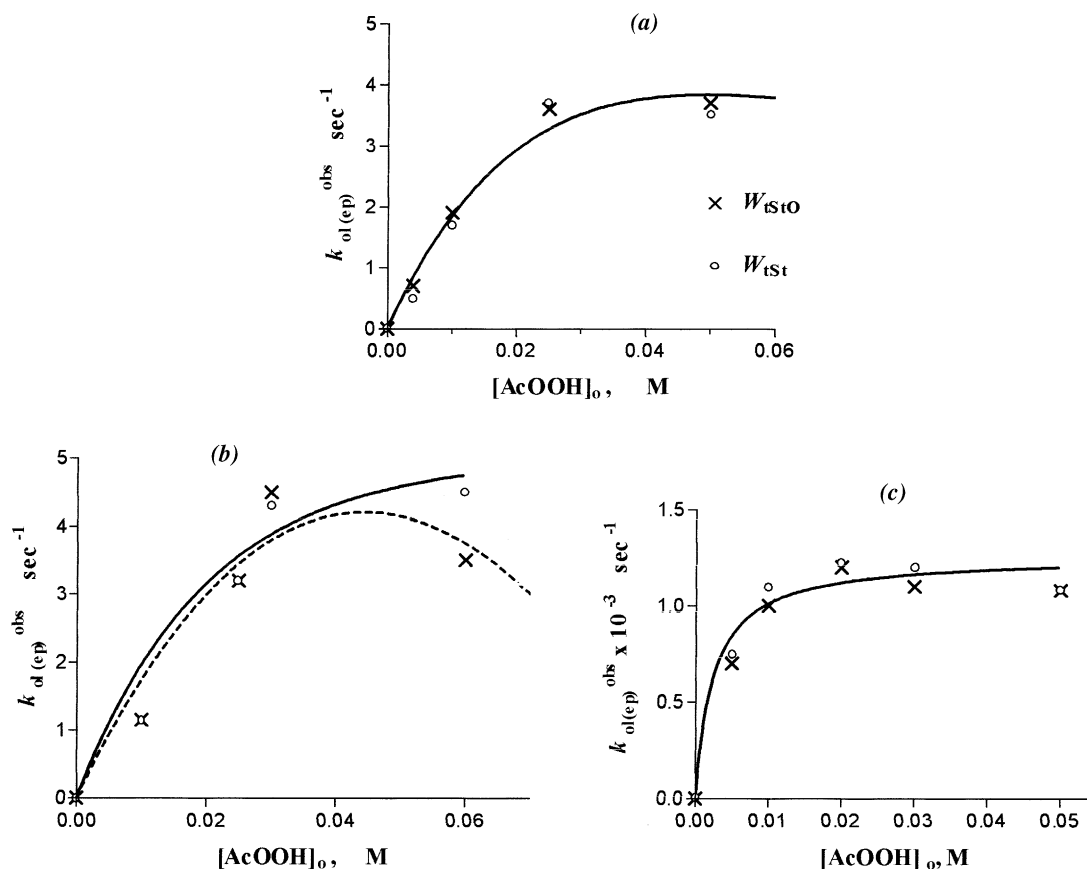 (a)
k ol(ep) obs sec -1
5
4
3
2
1
0
0.00 0.02 0.04 0.06
[AcOOH]o , M
× WtStO
○ WtSt
(b)
k ol(ep) obs sec -1
5
4
3
2
1
0
0.00 0.02 0.04 0.06
[AcOOH]o , M
(c)
k ol(ep) obs x 10 -3 sec -1
1.5
1.0
0.5
0.0
0.00 0.01 0.02 0.03 0.04 0.05
[AcOOH]o, M